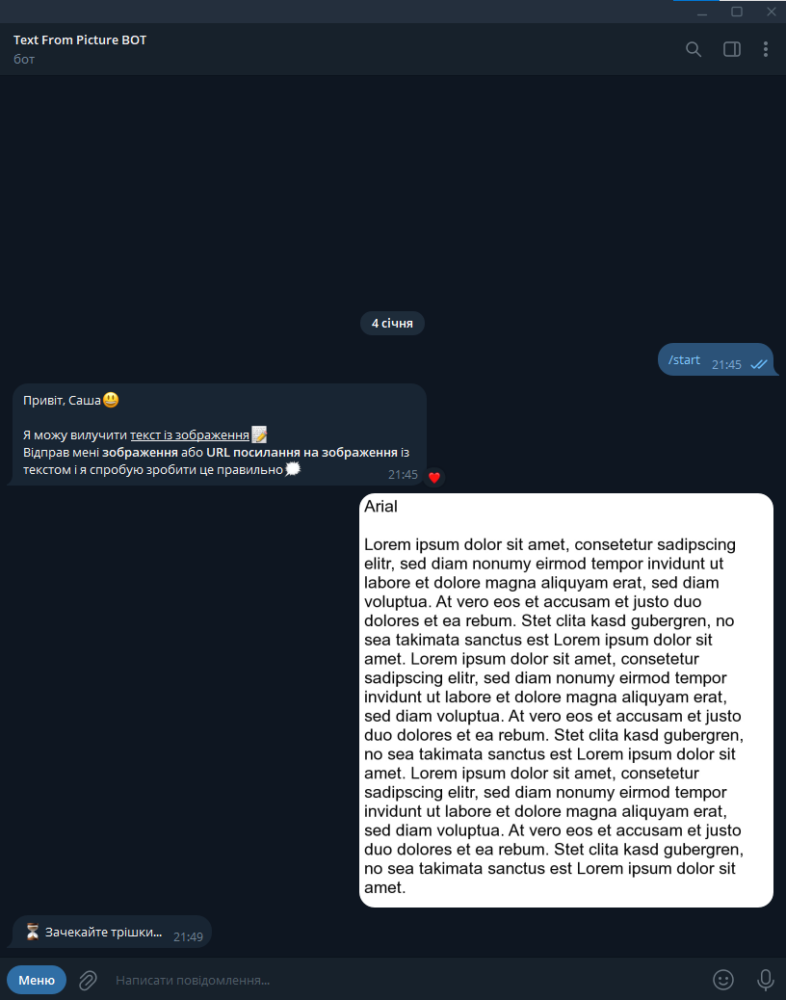 Text From Picture BOT
бот
4 січня
/start 21:45
Привіт, Саша😃
Я можу вилучити текст із зображення📝
Відправ мені зображення або URL посилання на зображення із
текстом і я спробую зробити це правильно💭
21:45
❤️
Arial
Lorem ipsum dolor sit amet, consetetur sadipscing
elitr, sed diam nonumy eirmod tempor invidunt ut
labore et dolore magna aliquyam erat, sed diam
voluptua. At vero eos et accusam et justo duo
dolores et ea rebum. Stet clita kasd gubergren, no
sea takimata sanctus est Lorem ipsum dolor sit
amet. Lorem ipsum dolor sit amet, consetetur
sadipscing elitr, sed diam nonumy eirmod tempor
invidunt ut labore et dolore magna aliquyam erat,
sed diam voluptua. At vero eos et accusam et justo
duo dolores et ea rebum. Stet clita kasd gubergren,
no sea takimata sanctus est Lorem ipsum dolor sit
amet. Lorem ipsum dolor sit amet, consetetur
sadipscing elitr, sed diam nonumy eirmod tempor
invidunt ut labore et dolore magna aliquyam erat,
sed diam voluptua. At vero eos et accusam et justo
duo dolores et ea rebum. Stet clita kasd gubergren,
no sea takimata sanctus est Lorem ipsum dolor sit
amet.
⏳ Зачекайте трішки... 21:49
Меню
Написати повідомлення...